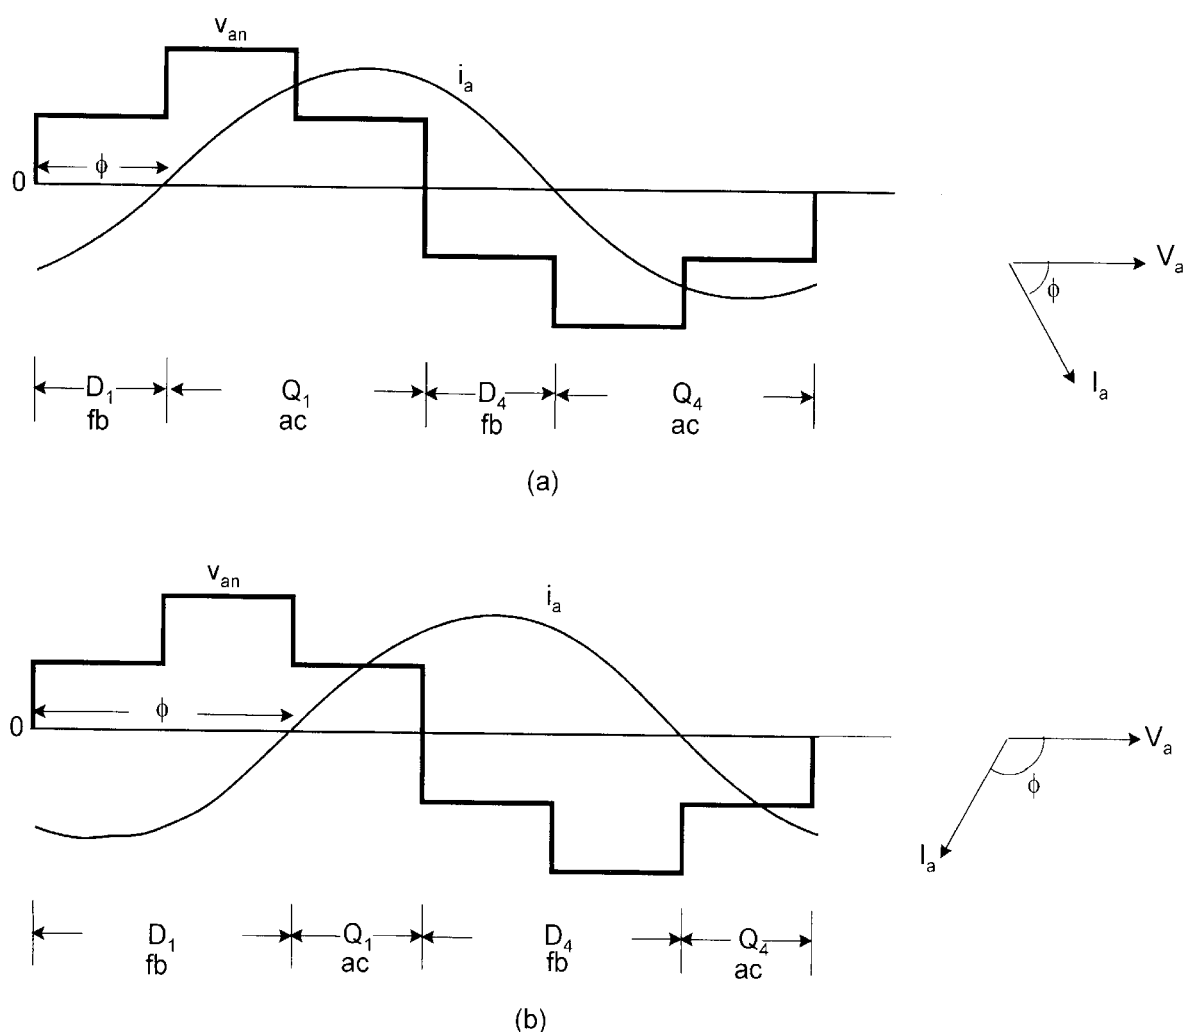 v_an
i_a
ϕ
0
V_a
ϕ
I_a
D_1 Q_1 D_4 Q_4
fb ac fb ac
(a)
v_an
i_a
ϕ
0
V_a
ϕ
I_a
D_1 Q_1 D_4 Q_4
fb ac fb ac
(b)